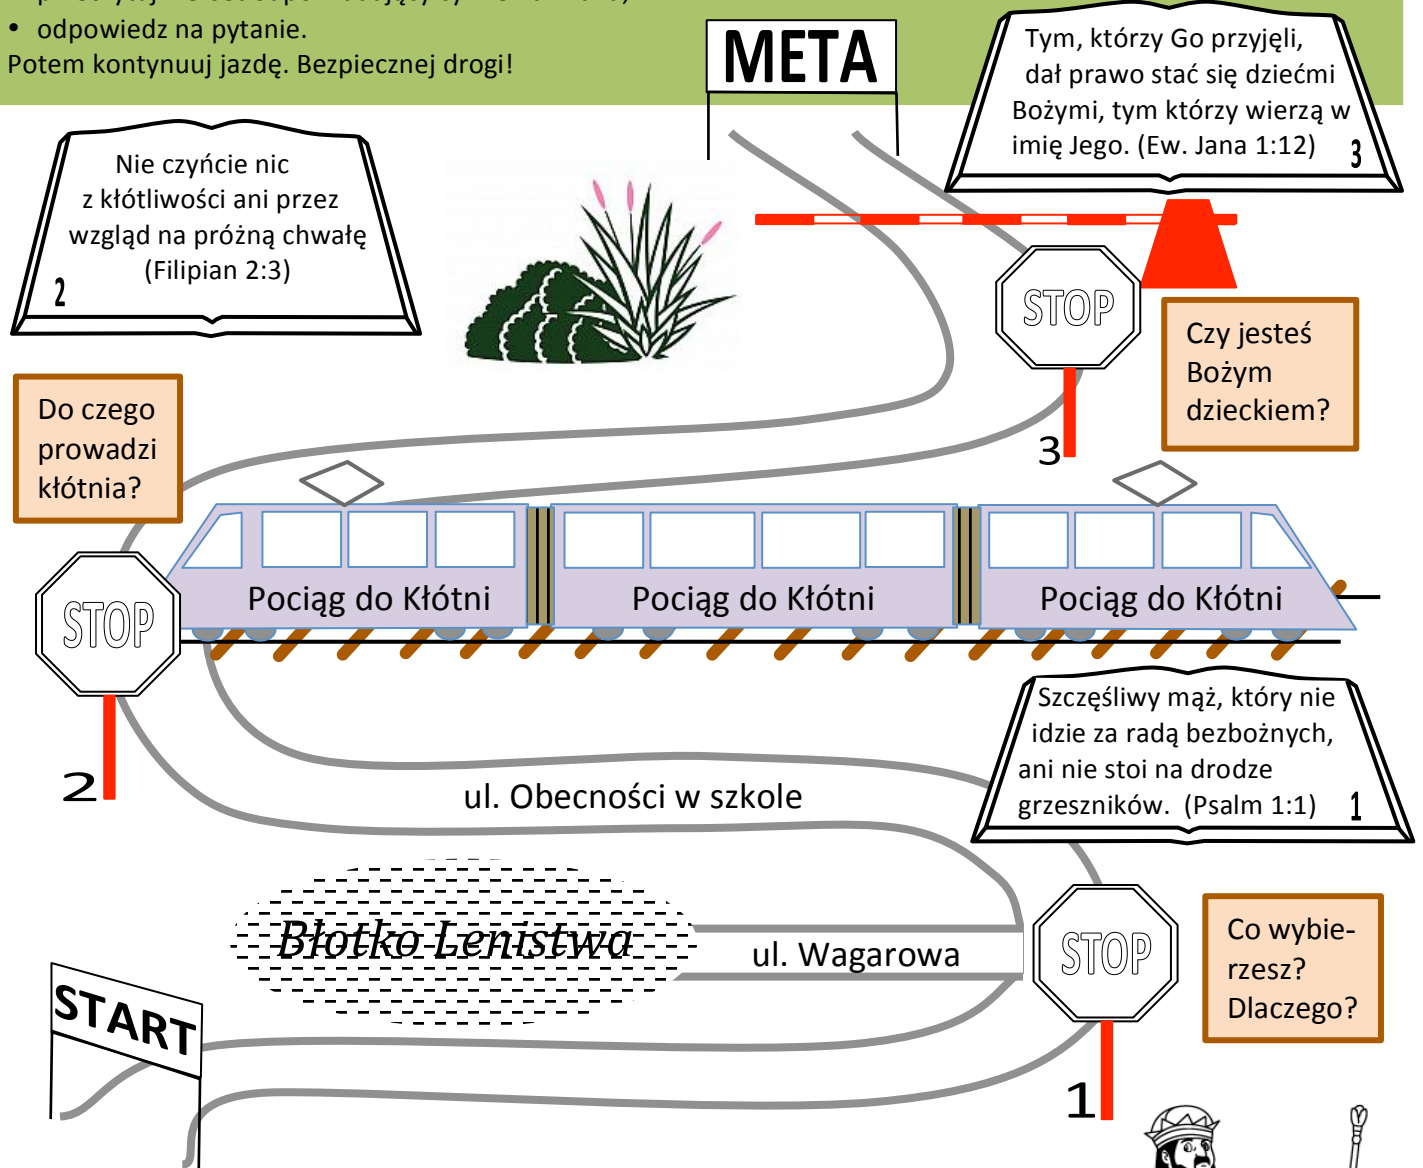 • odpowiedz na pytanie.
Potem kontynuuj jazdę. Bezpiecznej drogi!
META
Tym, którzy Go przyjęli,
dał prawo stać się dziećmi
Bożymi, tym którzy wierzą w
imię Jego. (Ew. Jana 1:12)
3
Nie czyńcie nic
z kłótliwości ani przez
wzgląd na próżną chwałę
(Filipian 2:3)
2
STOP
3
Czy jesteś
Bożym
dzieckiem?
Do czego
prowadzi
kłótnia?
STOP
2
Pociąg do Kłótni
Pociąg do Kłótni
Pociąg do Kłótni
Szczęśliwy mąż, który nie
idzie za radą bezbożnych,
ani nie stoi na drodze
grzeszników. (Psalm 1:1)
1
ul. Obecności w szkole
Błotko Lenistwa
ul. Wagarowa
STOP
1
Co wybie-
rzesz?
Dlaczego?
START